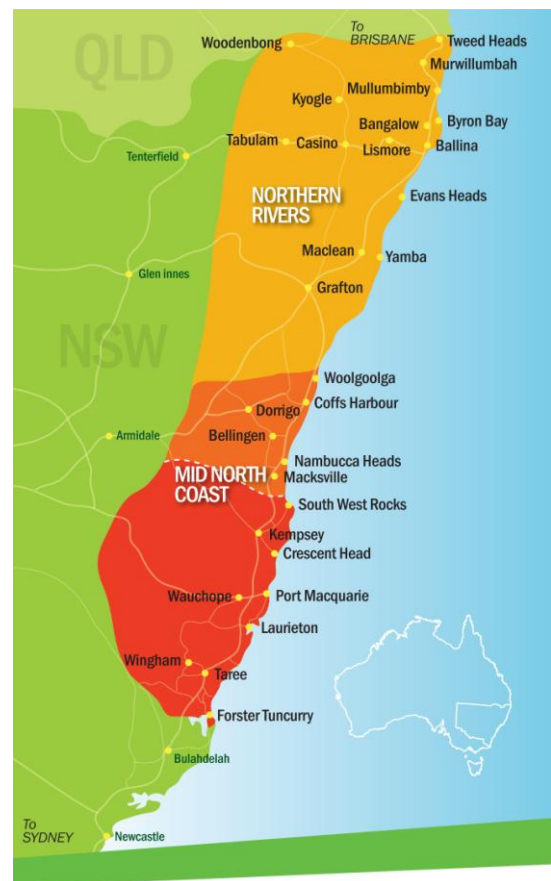 To
BRISBANE
QLD
Woodenbong
Tweed Heads
Murwillumbah
Mullumbimby
Kyogle
Byron Bay
Bangalow
Tabulam
Casino
Lismore
Ballina
Tenterfield
NORTHERN
RIVERS
Evans Heads
Maclean
Yamba
Glen innes
Grafton
NSW
Woolgoolga
Coffs Harbour
Dorrigo
Armidale
Bellingen
Nambucca Heads
MID NORTH
COAST
Macksville
South West Rocks
Kempsey
Crescent Head
Wauchope
Port Macquarie
Laurieton
Wingham
Taree
Forster Tuncurry
Bulahdelah
To
SYDNEY
Newcastle